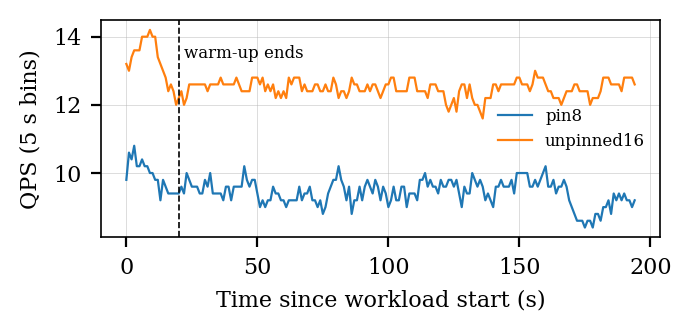 14
12
10
QPS (5 s bins)
warm-up ends
pin8
unpinned16
0
50
100
150
200
Time since workload start (s)